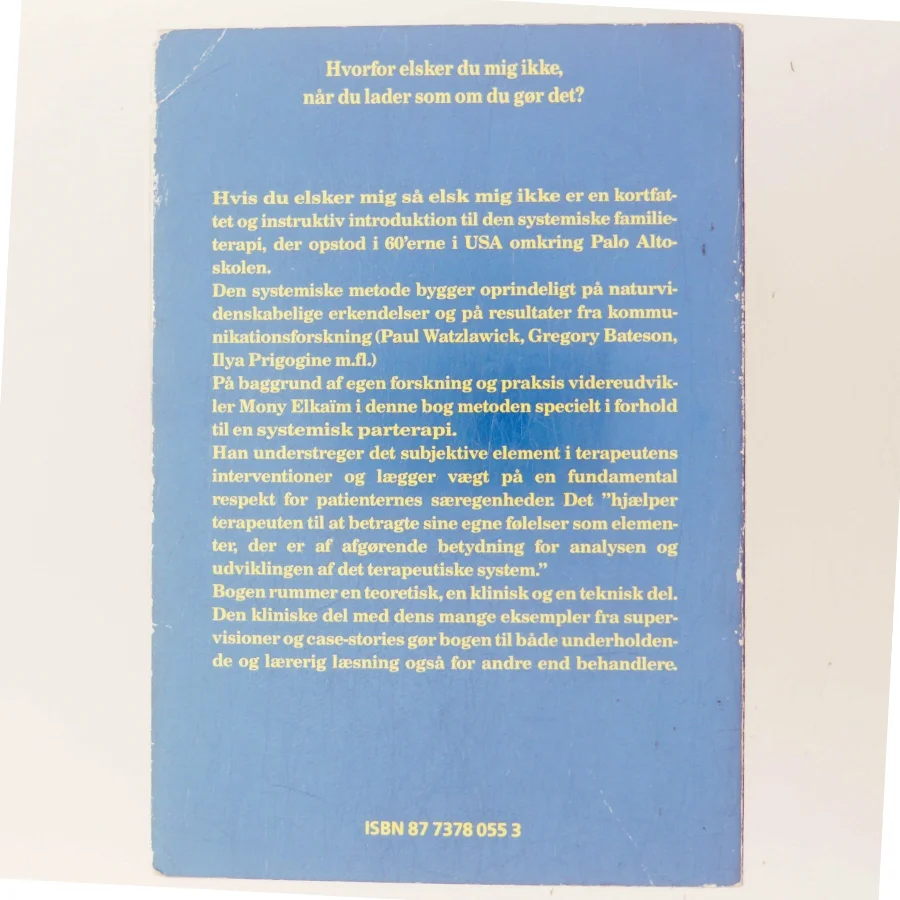 Hvorfor elsker du mig ikke,
når du lader som om du gør det?
Hvis du elsker mig så elsk mig ikke er en kortfat-
tet og instruktiv introduktion til den systemiske familie-
terapi, der opstod i 60'erne i USA omkring Palo Alto-
skolen.
Den systemiske metode bygger oprindeligt på naturvi-
denskabelige erkendelser og på resultater fra kommu-
nikationsforskning (Paul Watzlawick, Gregory Bateson,
Ilya Prigogine m.fl.)
På baggrund af egen forskning og praksis videreudvik-
ler Mony Elkaïm i denne bog metoden specielt i forhold
til en systemisk parterapi.
Han understreger det subjektive element i terapeutens
interventioner og lægger vægt på en fundamental
respekt for patienternes særegenheder. Det "hjælper
terapeuten til at betragte sine egne følelser som elemen-
ter, der er af afgørende betydning for analysen og
udviklingen af det terapeutiske system."
Bogen rummer en teoretisk, en klinisk og en teknisk del.
Den kliniske del med dens mange eksempler fra super-
visioner og case-stories gør bogen til både underholden-
de og lærerig læsning også for andre end behandlere.
ISBN 87 7378 055 3